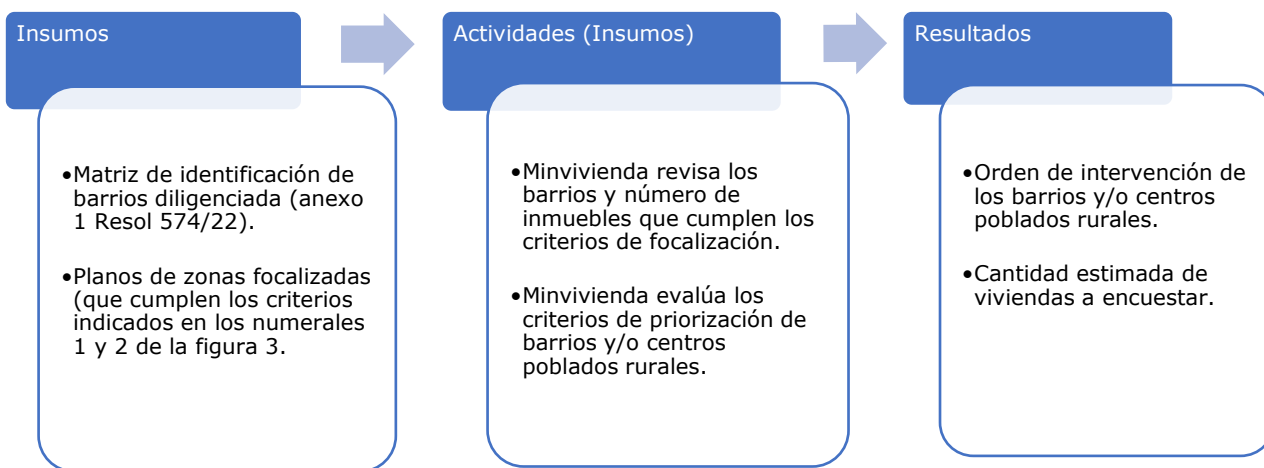 Insumos
•Matriz de identificación de
barrios diligenciada (anexo
1 Resol 574/22).
•Planos de zonas focalizadas
(que cumplen los criterios
indicados en los numerales
1 y 2 de la figura 3.
Actividades (Insumos)
•Minvivienda revisa los
barrios y número de
inmuebles que cumplen los
criterios de focalización.
•Minvivienda evalúa los
criterios de priorización de
barrios y/o centros
poblados rurales.
Resultados
•Orden de intervención de
los barrios y/o centros
poblados rurales.
•Cantidad estimada de
viviendas a encuestar.